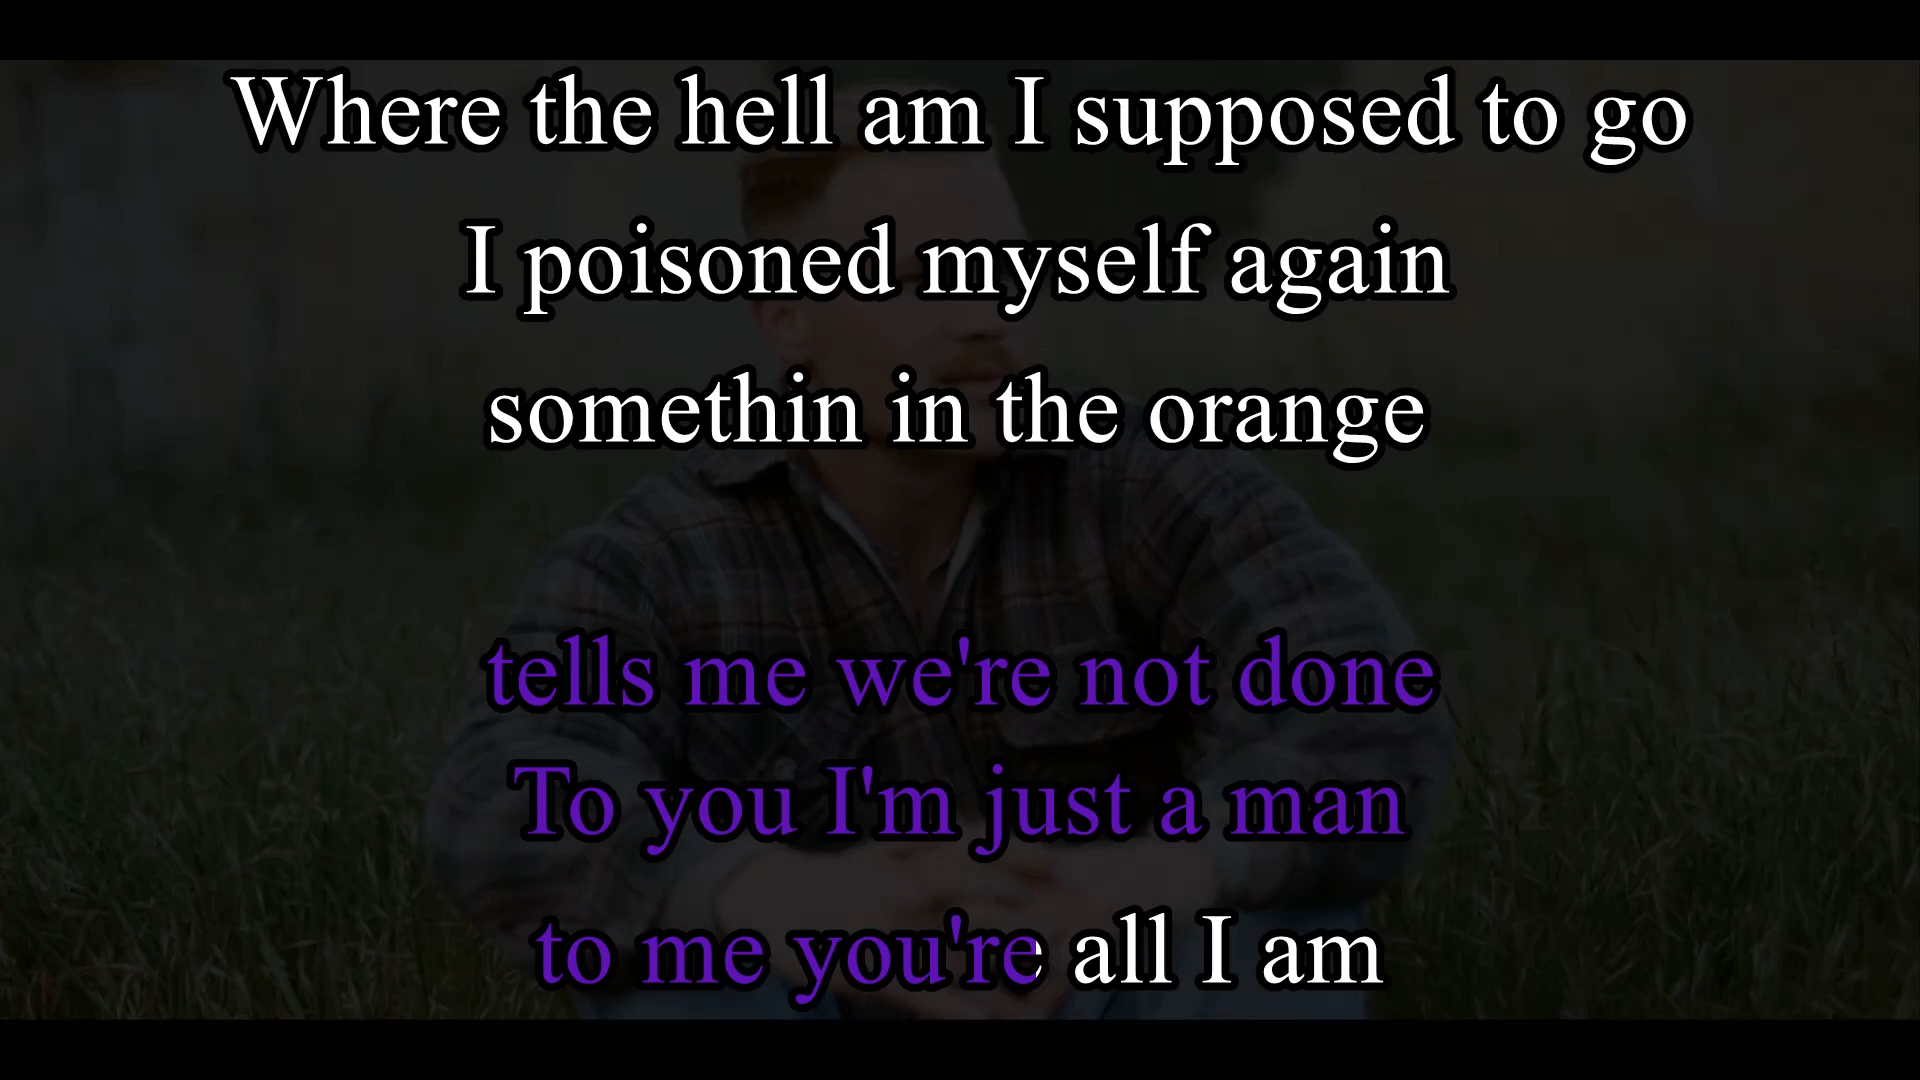 Where the hell am I supposed to go
I poisoned myself again
somethin in the orange
tells me we're not done
To you I'm just a man
to me you're all I am